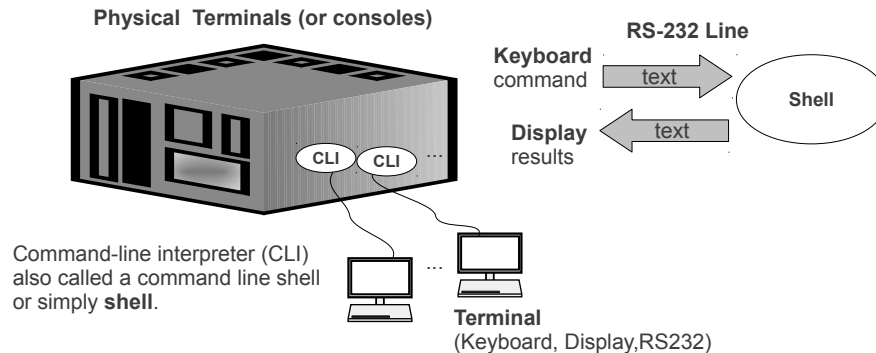 Physical  Terminals (or consoles)
RS-232 Line
Keyboard
command
text
Shell
Display
results
text
CLI
CLI
...
Command-line interpreter (CLI)
also called a command line shell
or simply shell.
...
Terminal
(Keyboard, Display,RS232)